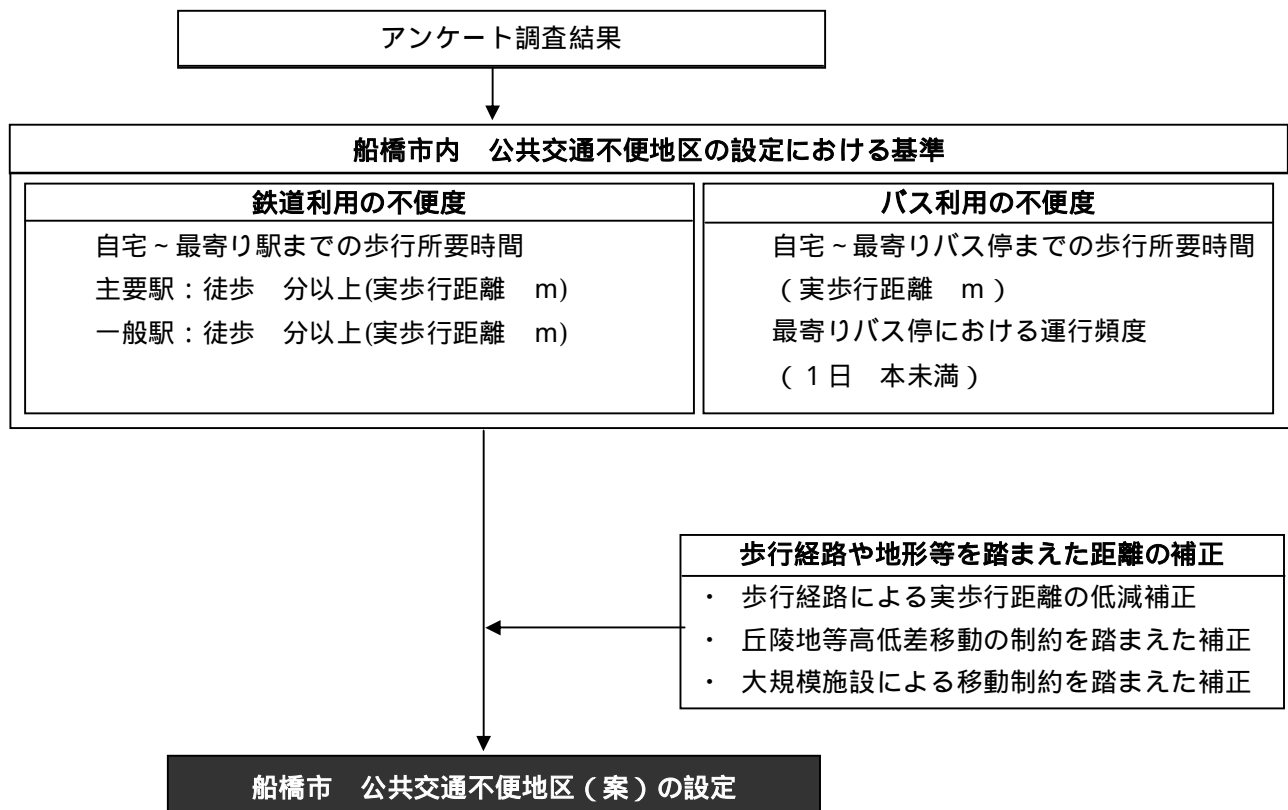 アンケート調査結果
船橋市内　公共交通不便地区の設定における基準
鉄道利用の不便度
自宅~最寄り駅までの歩行所要時間
主要駅：徒歩　分以上(実歩行距離　m)
一般駅：徒歩　分以上(実歩行距離　m)
バス利用の不便度
自宅~最寄りバス停までの歩行所要時間
（実歩行距離　m）
最寄りバス停における運行頻度
（１日　本未満）
歩行経路や地形等を踏まえた距離の補正
・ 歩行経路による実歩行距離の低減補正
・ 丘陵地等高低差移動の制約を踏まえた補正
・ 大規模施設による移動制約を踏まえた補正
船橋市　公共交通不便地区（案）の設定